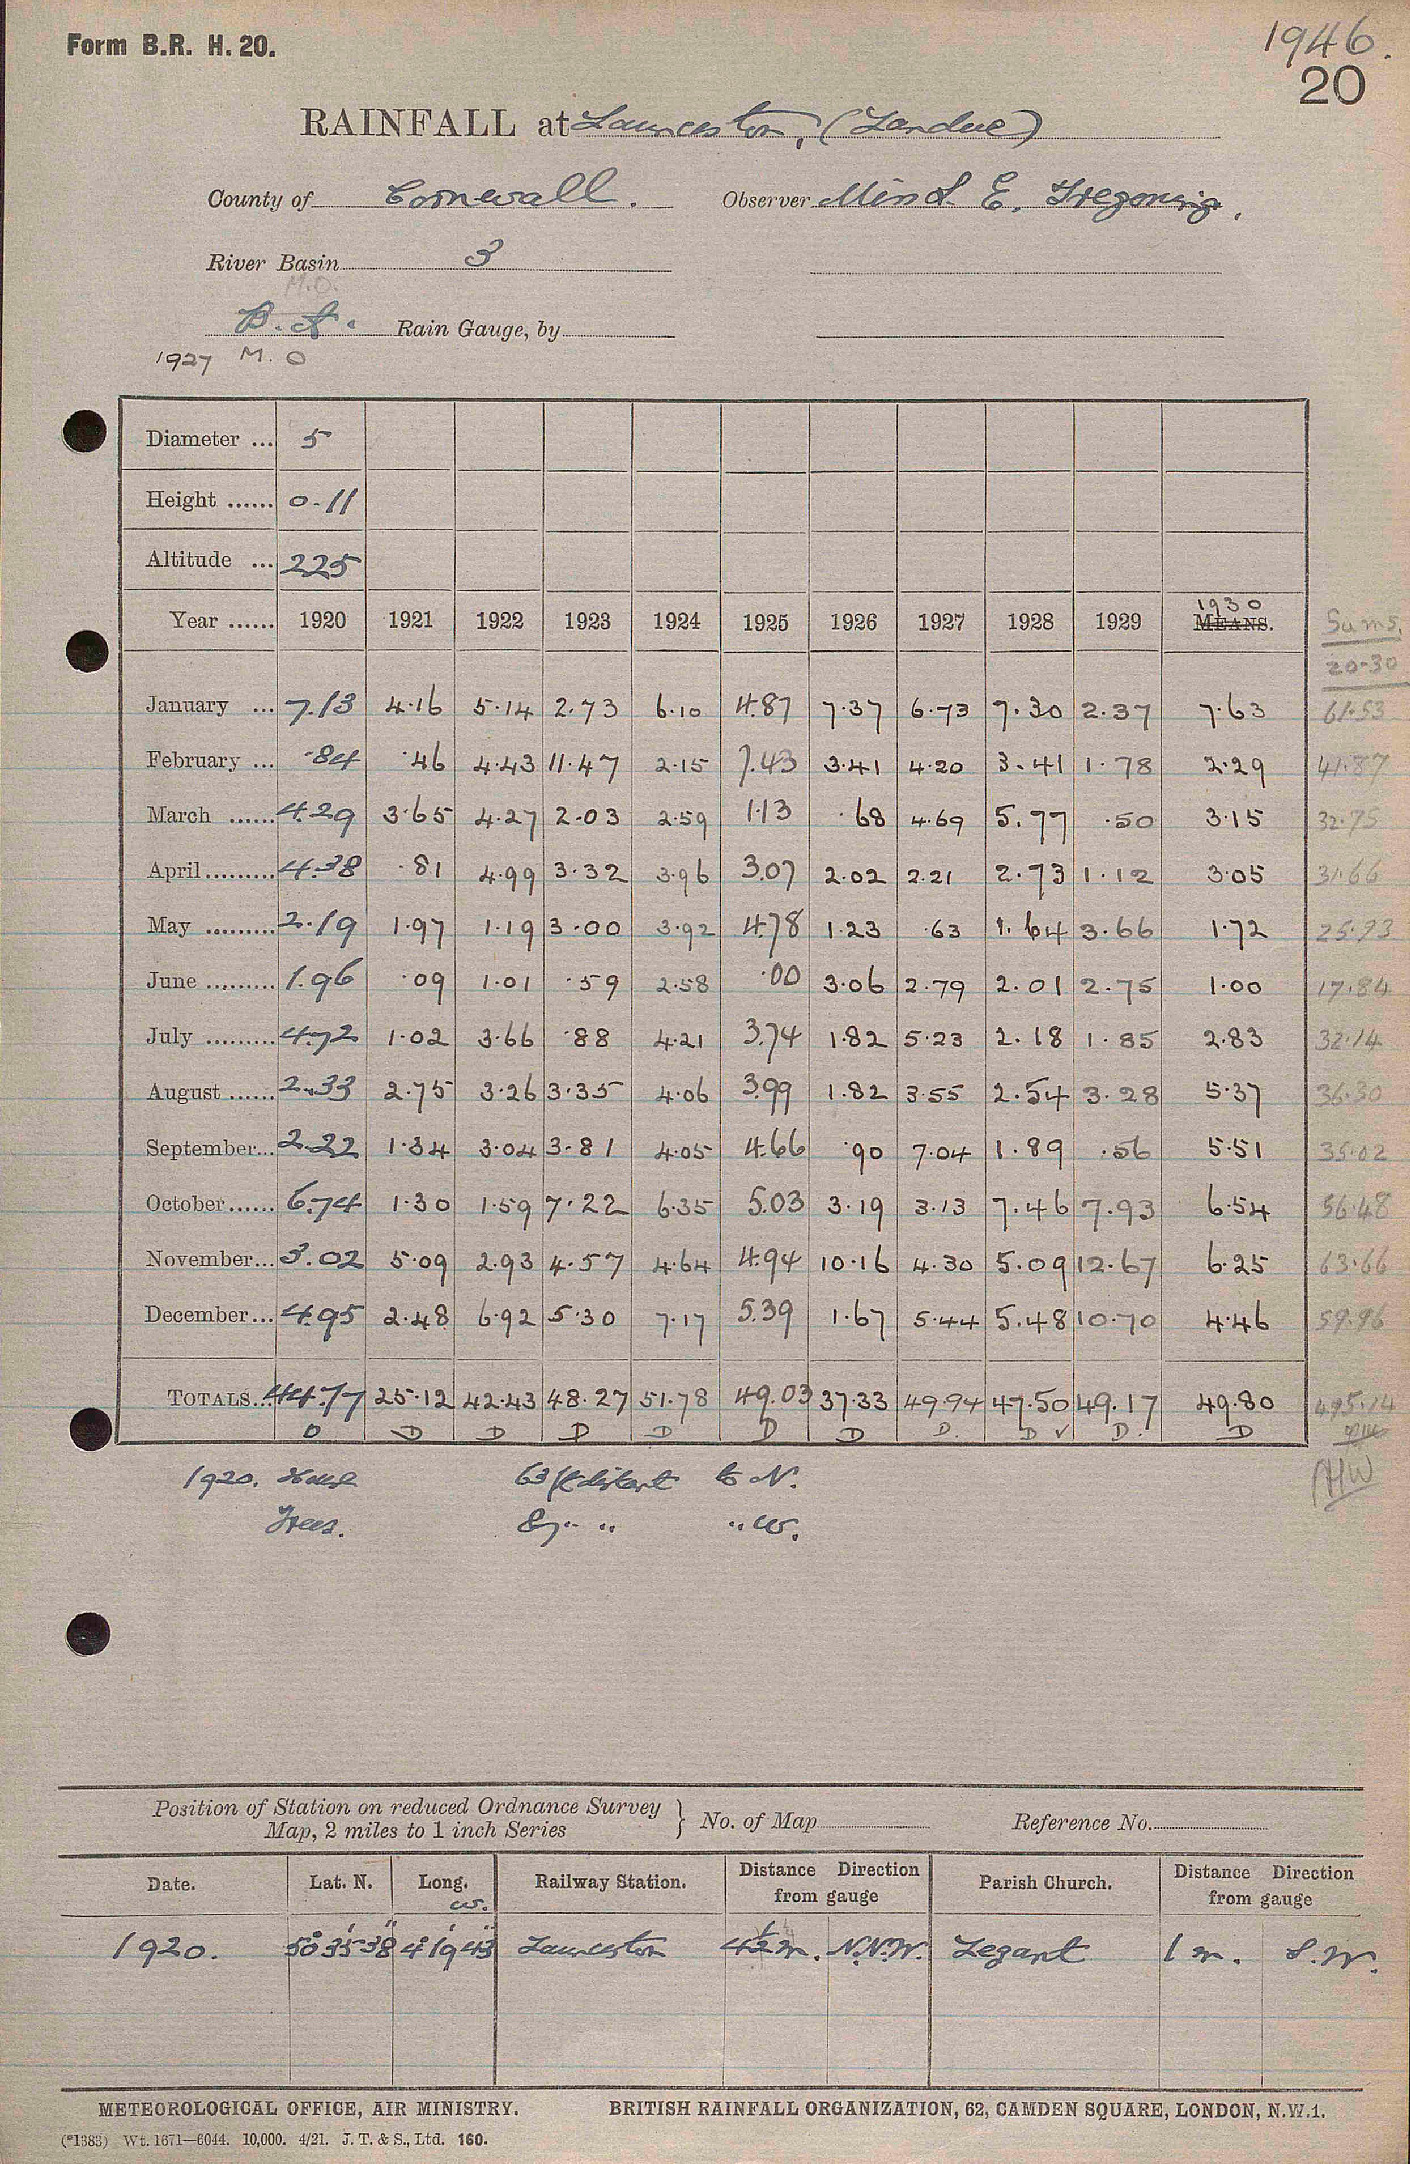 Form B.R. H. 20.
1946.
20
RAINFALL at Launceston, (Landue)
County of Cornwall. Observer Miss L. E. Tregoning.
River Basin 3
M.O.
B. A. Rain Gauge, by
1927 M. O
Diameter ... 5
Height ...... 0-11
Altitude ... 225
Year ...... 1920 1921 1922 1923 1924 1925 1926 1927 1928 1929 1930 MEANS. Sums.
20-30
January ... 7.13 4.16 5.14 2.73 6.10 4.87 7.37 6.73 7.30 2.37 7.63 61.53
February ... .84 .46 4.43 11.47 2.15 7.43 3.41 4.20 3.41 1.78 2.29 41.87
March ...... 4.29 3.65 4.27 2.03 2.59 1.13 .68 4.69 5.77 .50 3.15 32.75
April ......... 4.38 .81 4.99 3.32 3.96 3.07 2.02 2.21 2.73 1.12 3.05 31.66
May ......... 2.19 1.97 1.19 3.00 3.92 4.78 1.23 .63 1.64 3.66 1.72 25.93
June ......... 1.96 .09 1.01 .59 2.58 .00 3.06 2.79 2.01 2.75 1.00 17.84
July ......... 4.72 1.02 3.66 .88 4.21 3.74 1.82 5.23 2.18 1.85 2.83 32.14
August ...... 2.33 2.75 3.26 3.35 4.06 3.99 1.82 3.55 2.54 3.28 5.37 36.30
September... 2.22 1.34 3.04 3.81 4.05 4.66 .90 7.04 1.89 .56 5.51 35.02
October...... 6.74 1.30 1.59 7.22 6.35 5.03 3.19 3.13 7.46 7.93 6.54 56.48
November... 3.02 5.09 2.93 4.57 4.64 4.94 10.16 4.30 5.09 12.67 6.25 63.66
December... 4.95 2.48 6.92 5.30 7.17 5.39 1.67 5.44 5.48 10.70 4.46 59.96
TOTALS... 44.77 25.12 42.43 48.27 51.78 49.03 37.33 49.94 47.50 49.17 49.80 495.14
D D D D D D D D. D ✓ D. D
HW
1920. House 63 ft distant to N.
Trees. 87 " " " W.
Position of Station on reduced Ordnance Survey Map, 2 miles to 1 inch Series } No. of Map Reference No.
Date. Lat. N. Long. W. Railway Station. Distance Direction from gauge Parish Church. Distance Direction from gauge
1920. 50° 35' 38" 4° 19' 43" Launceston 4½ m. N.N.W. Lezant 1 m. S.W.
METEOROLOGICAL OFFICE, AIR MINISTRY. BRITISH RAINFALL ORGANIZATION, 62, CAMDEN SQUARE, LONDON, N.W.1.
(*1383) Wt. 1671—6044. 10,000. 4/21. J. T. & S., Ltd. 160.